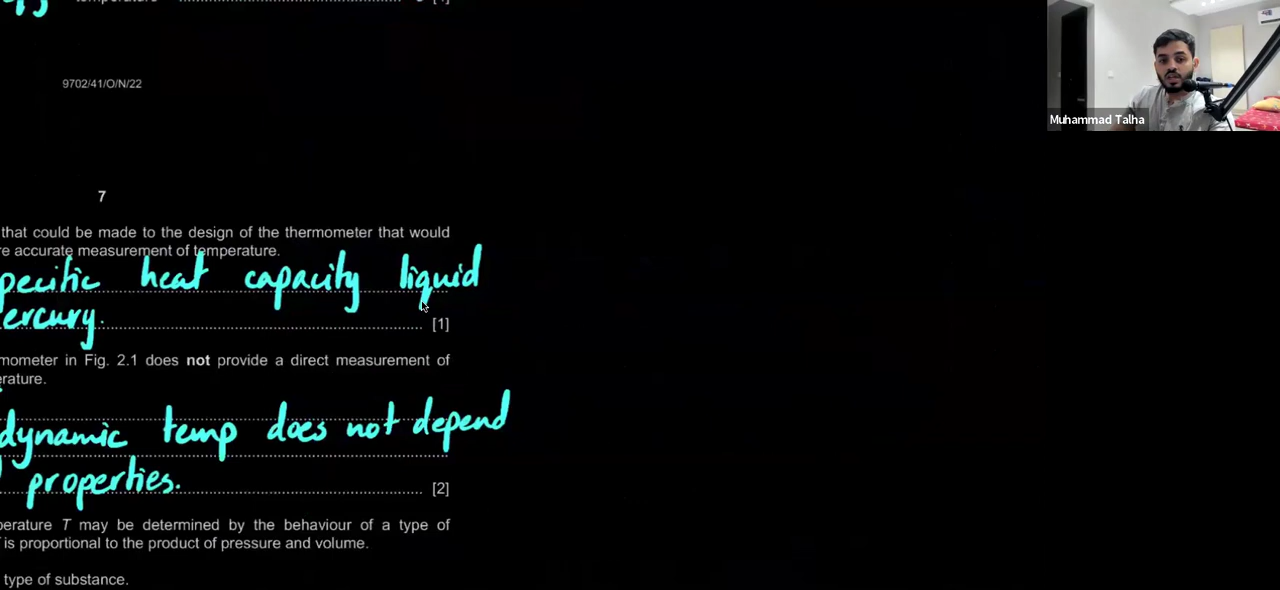 temperature ........................................................ [1]
9702/41/O/N/22
Muhammad Talha
7
that could be made to the design of the thermometer that would
re accurate measurement of temperature.
pecific heat capacity liquid
ercury.
[1]
mometer in Fig. 2.1 does not provide a direct measurement of
erature.
dynamic temp does not depend
properties.
[2]
perature T may be determined by the behaviour of a type of
is proportional to the product of pressure and volume.
type of substance.